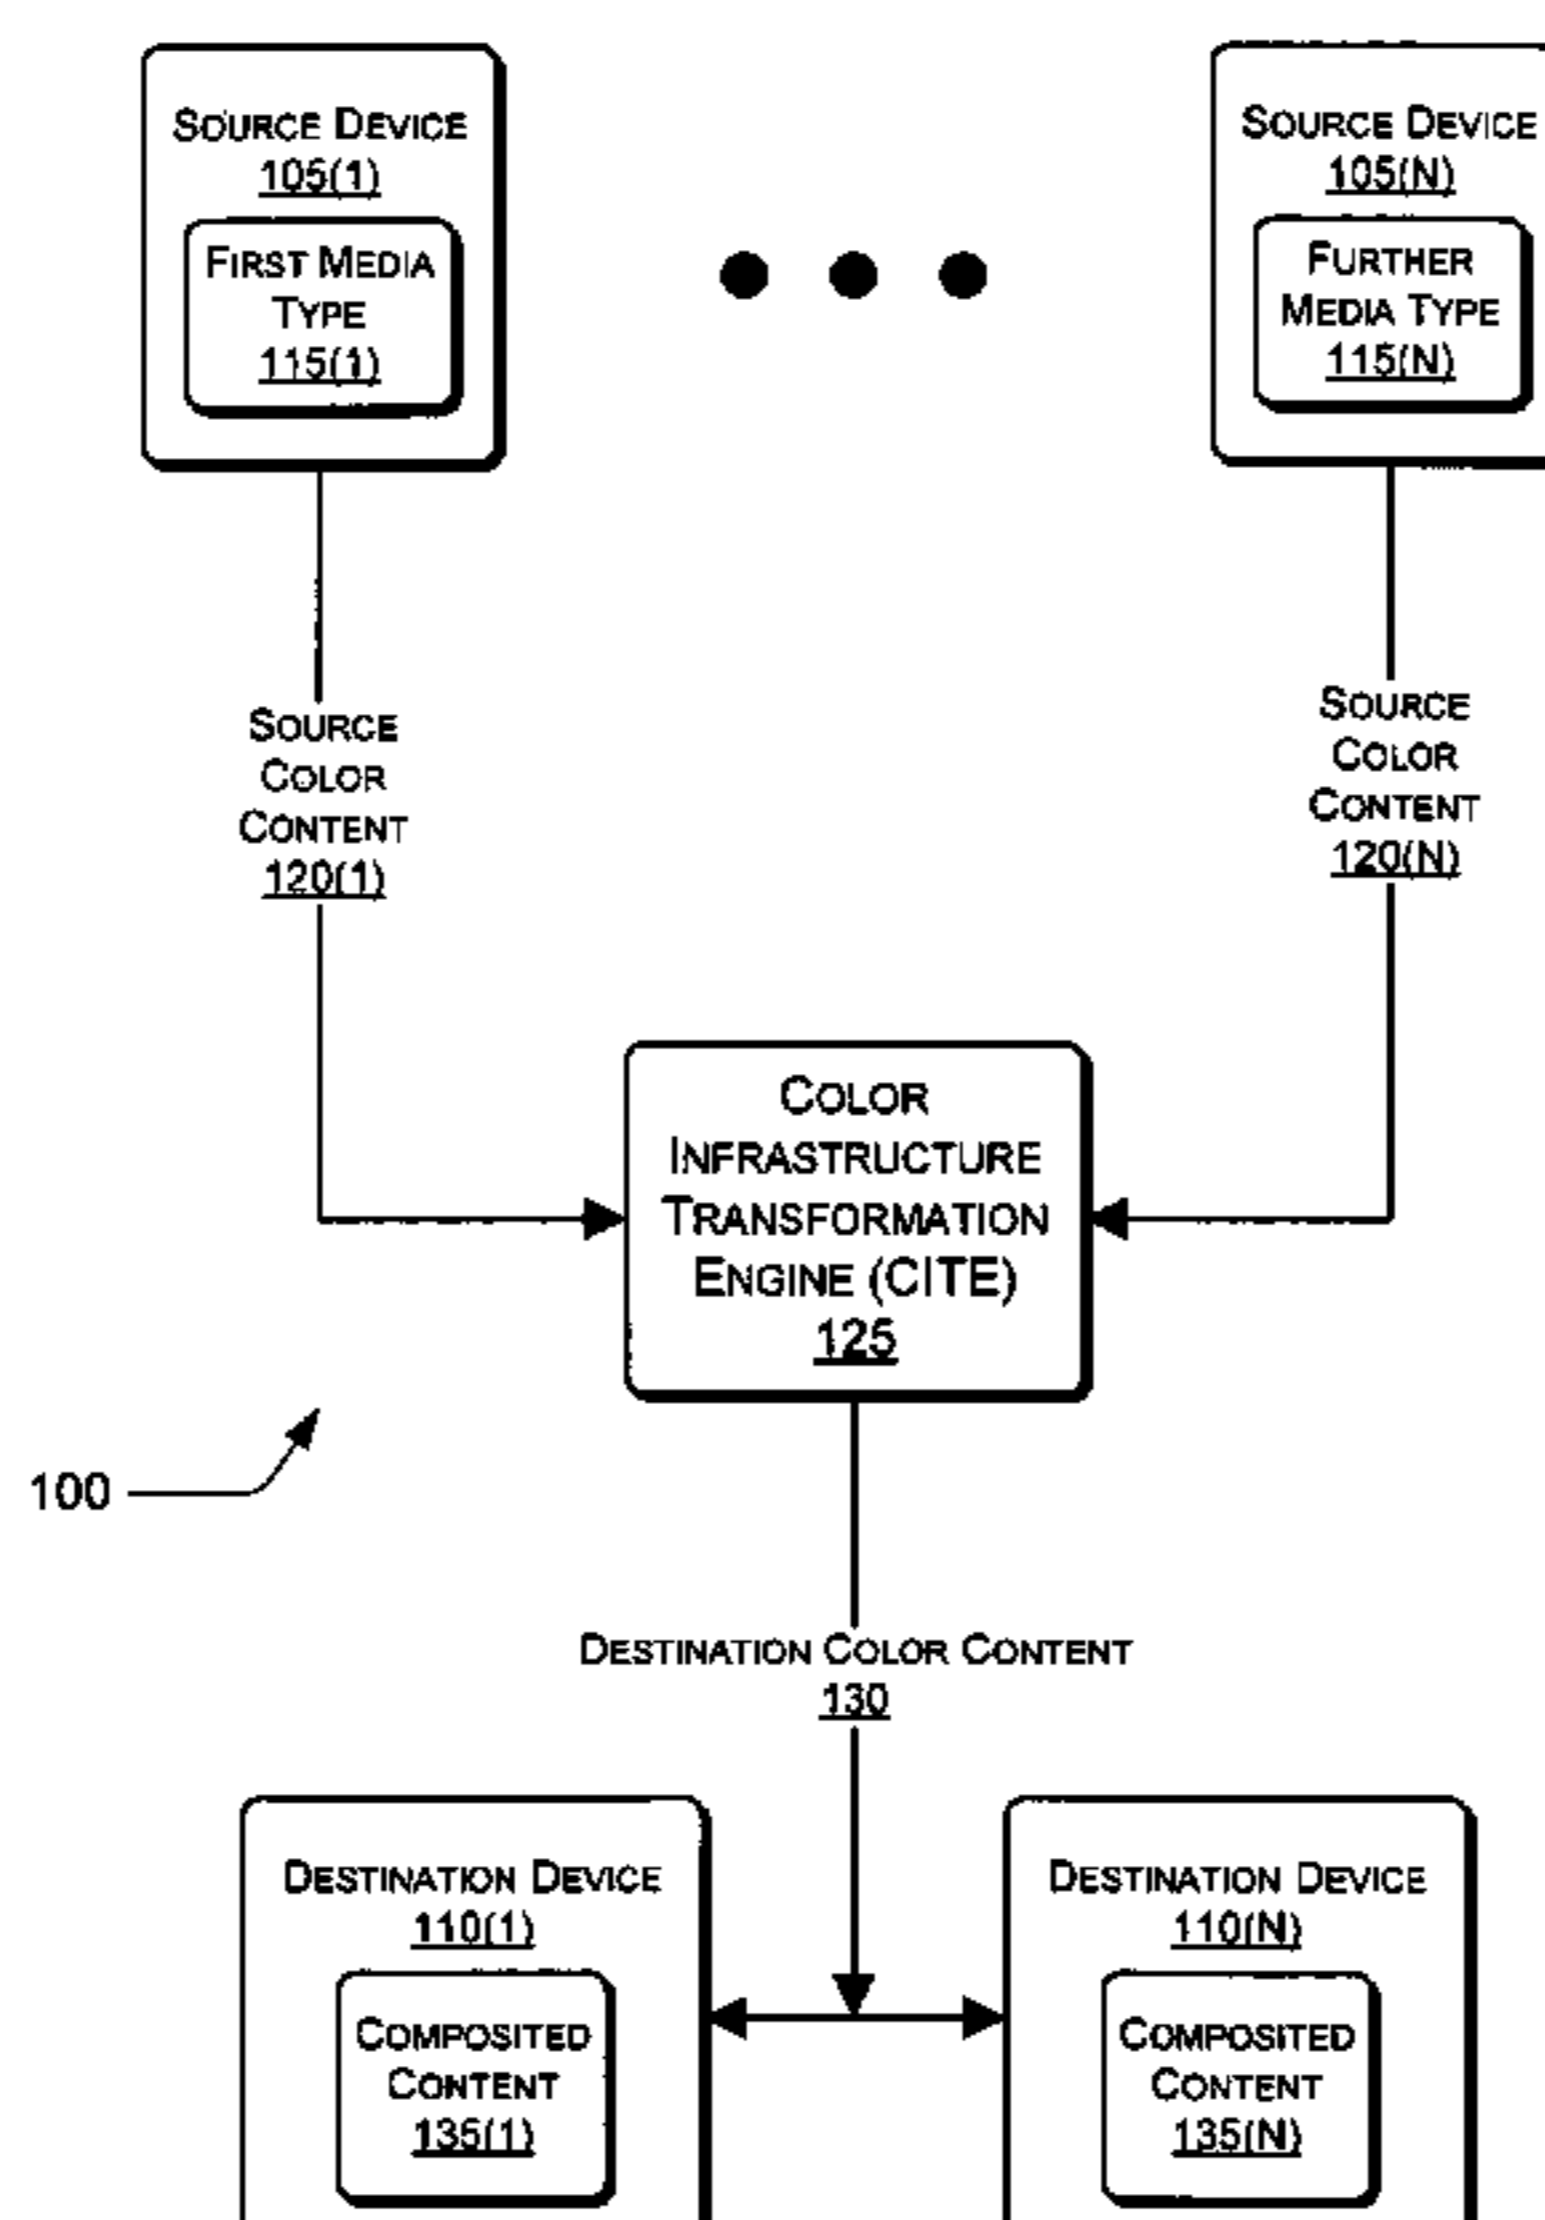 SOURCE DEVICE
105(1)
FIRST MEDIA
TYPE
115(1)
SOURCE DEVICE
105(N)
FURTHER
MEDIA TYPE
115(N)
SOURCE
COLOR
CONTENT
120(1)
SOURCE
COLOR
CONTENT
120(N)
COLOR
INFRASTRUCTURE
TRANSFORMATION
ENGINE (CITE)
125
100
DESTINATION COLOR CONTENT
130
DESTINATION DEVICE
110(1)
COMPOSITED
CONTENT
135(1)
DESTINATION DEVICE
110(N)
COMPOSITED
CONTENT
135(N)